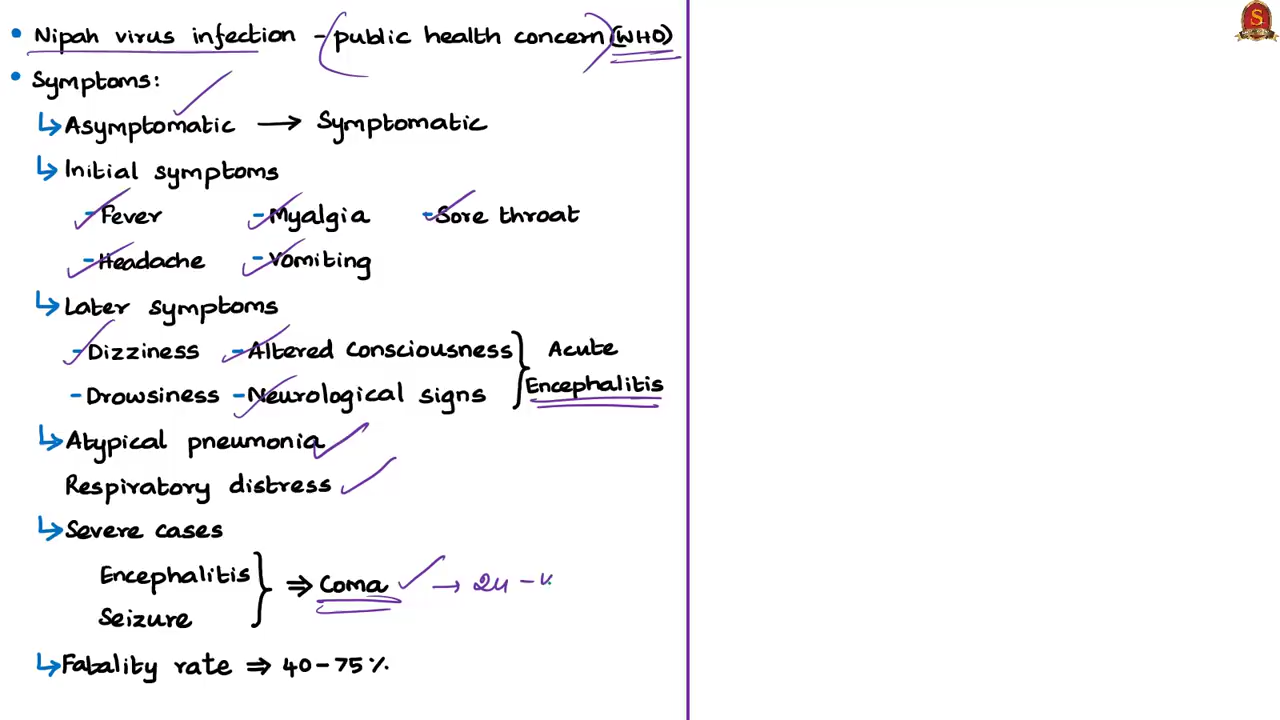 • Nipah virus infection - (public health concern) (WHO)
• Symptoms:
↳ Asymptomatic → Symptomatic
↳ Initial symptoms
- Fever - Myalgia - Sore throat
- Headache - Vomiting
↳ Later symptoms
- Dizziness - Altered Consciousness } Acute
- Drowsiness - Neurological signs } Encephalitis
↳ Atypical pneumonia
Respiratory distress
↳ Severe cases
Encephalitis
} ⇒ Coma → 24 -
Seizure
↳ Fatality rate ⇒ 40-75%
S